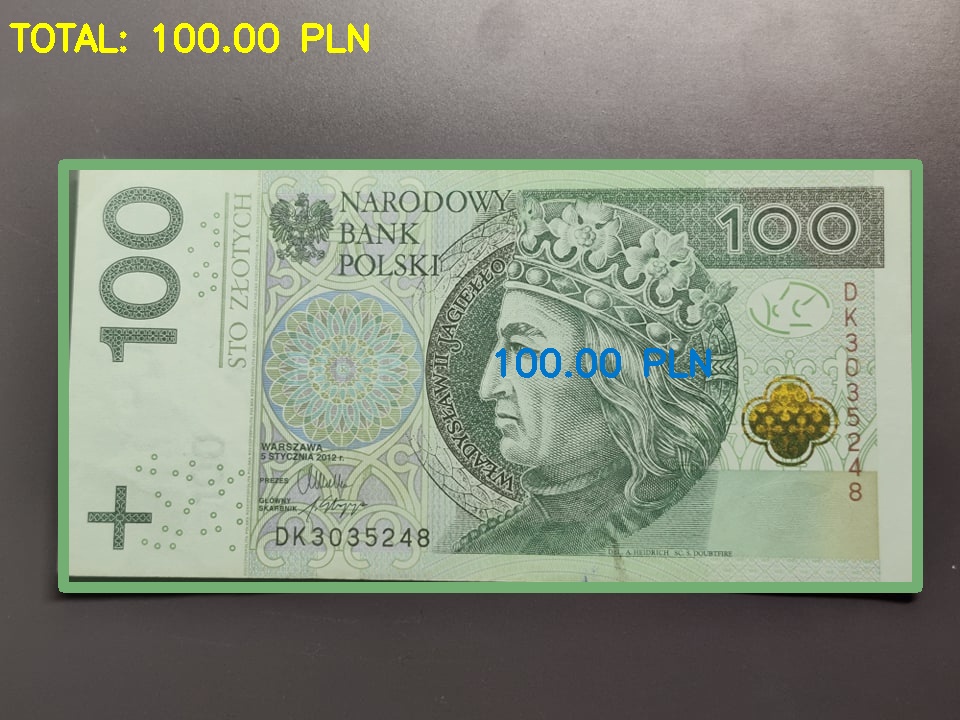 TOTAL: 100.00 PLN
100
STO ZŁOTYCH
NARODOWY
BANK
POLSKI
100
WŁADYSŁAW II JAGIEŁŁO
DK3035248
100.00 PLN
WARSZAWA
5 STYCZNIA 2012 r.
PREZES
GŁÓWNY
SKARBNIK
DK3035248
DEL. A. HEIDRICH SC. S. DOUBTFIRE